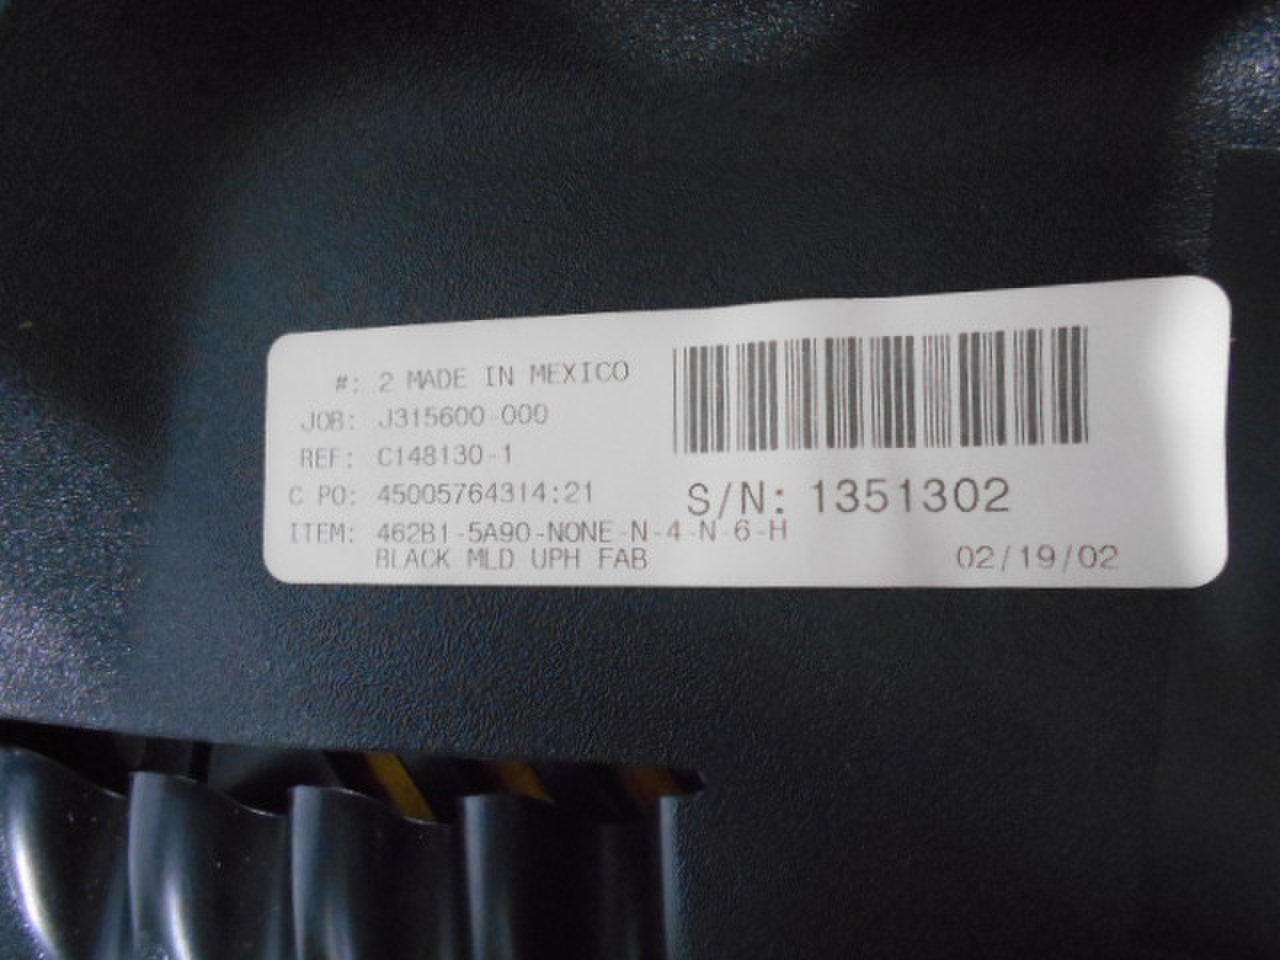 #: 2 MADE IN MEXICO
JOB: J315600-000
REF: C148130-1
C PO: 45005764314:21
S/N: 1351302
ITEM: 462B1-5A90-NONE-N-4-N-6-H
BLACK MLD UPH FAB
02/19/02